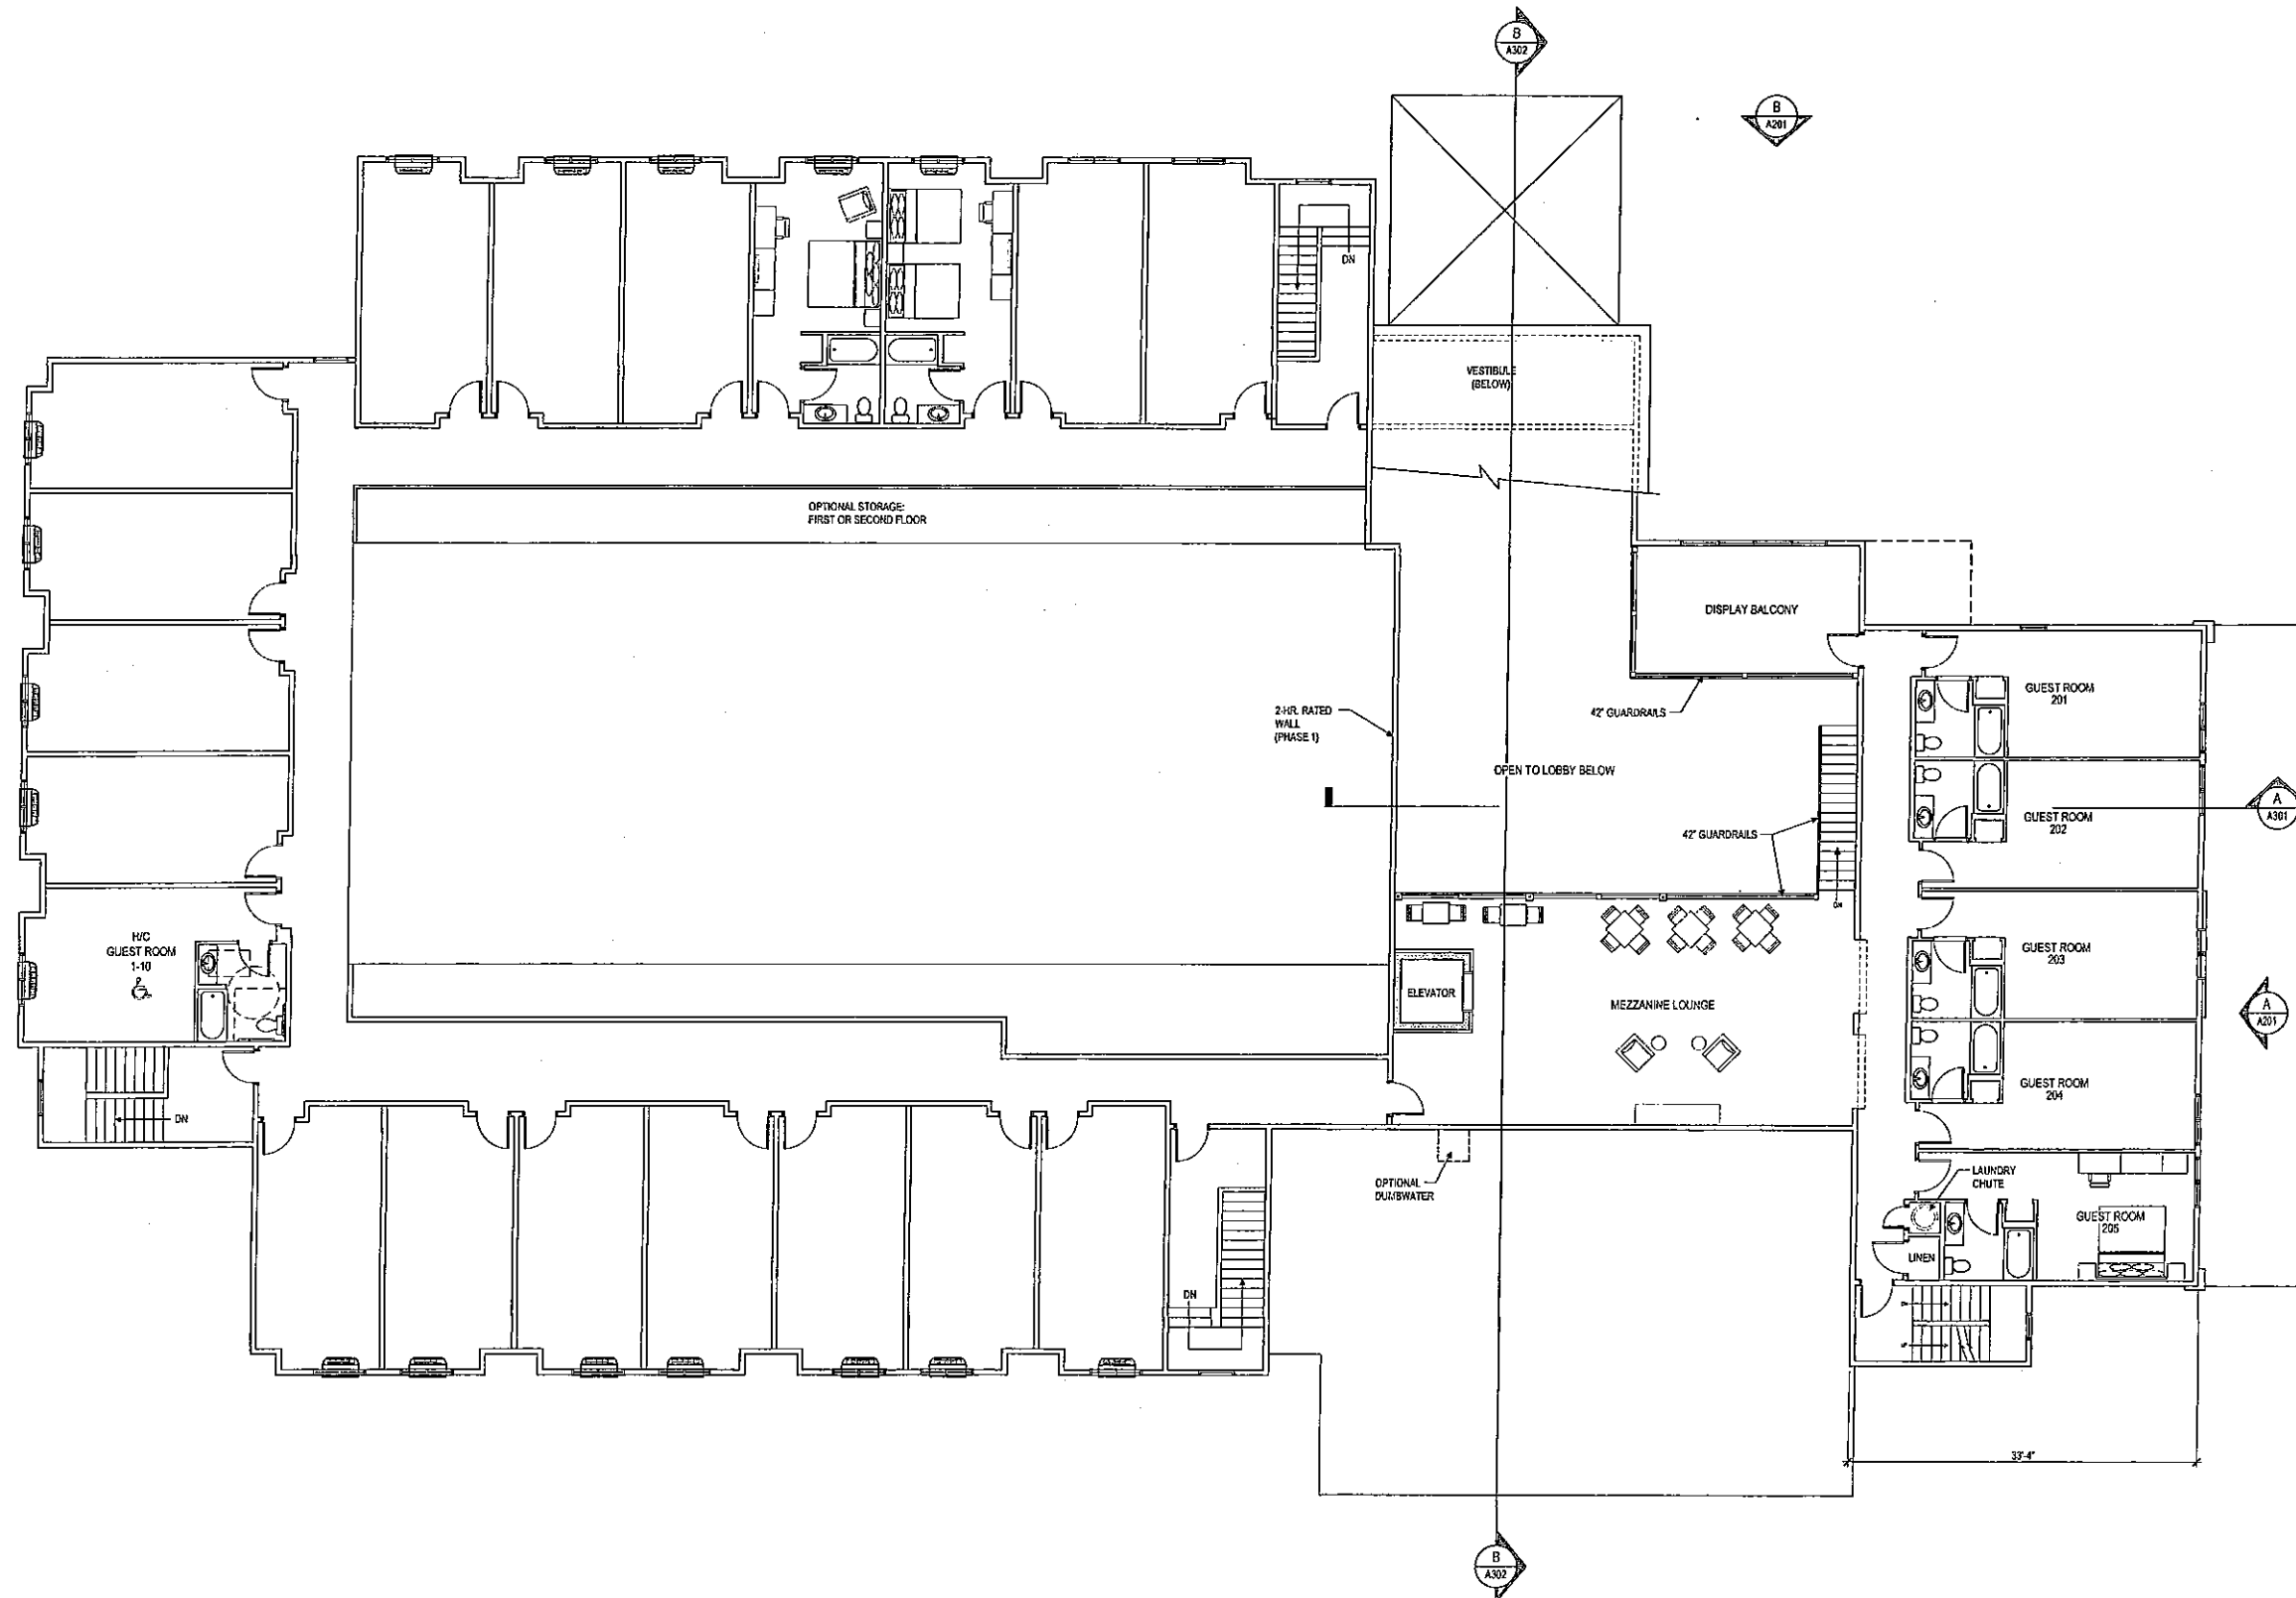 B
A302
B
A201
DN
VESTIBULE
(BELOW)
OPTIONAL STORAGE:
FIRST OR SECOND FLOOR
DISPLAY BALCONY
GUEST ROOM
201
2-HR. RATED
WALL
(PHASE 1)
42" GUARDRAILS
OPEN TO LOBBY BELOW
GUEST ROOM
202
A
A301
42" GUARDRAILS
DN
H/C
GUEST ROOM
1-10
GUEST ROOM
203
ELEVATOR
MEZZANINE LOUNGE
A
A201
GUEST ROOM
204
DN
OPTIONAL
DUMBWATER
LAUNDRY
CHUTE
GUEST ROOM
205
LINEN
DN
33'-4"
B
A302